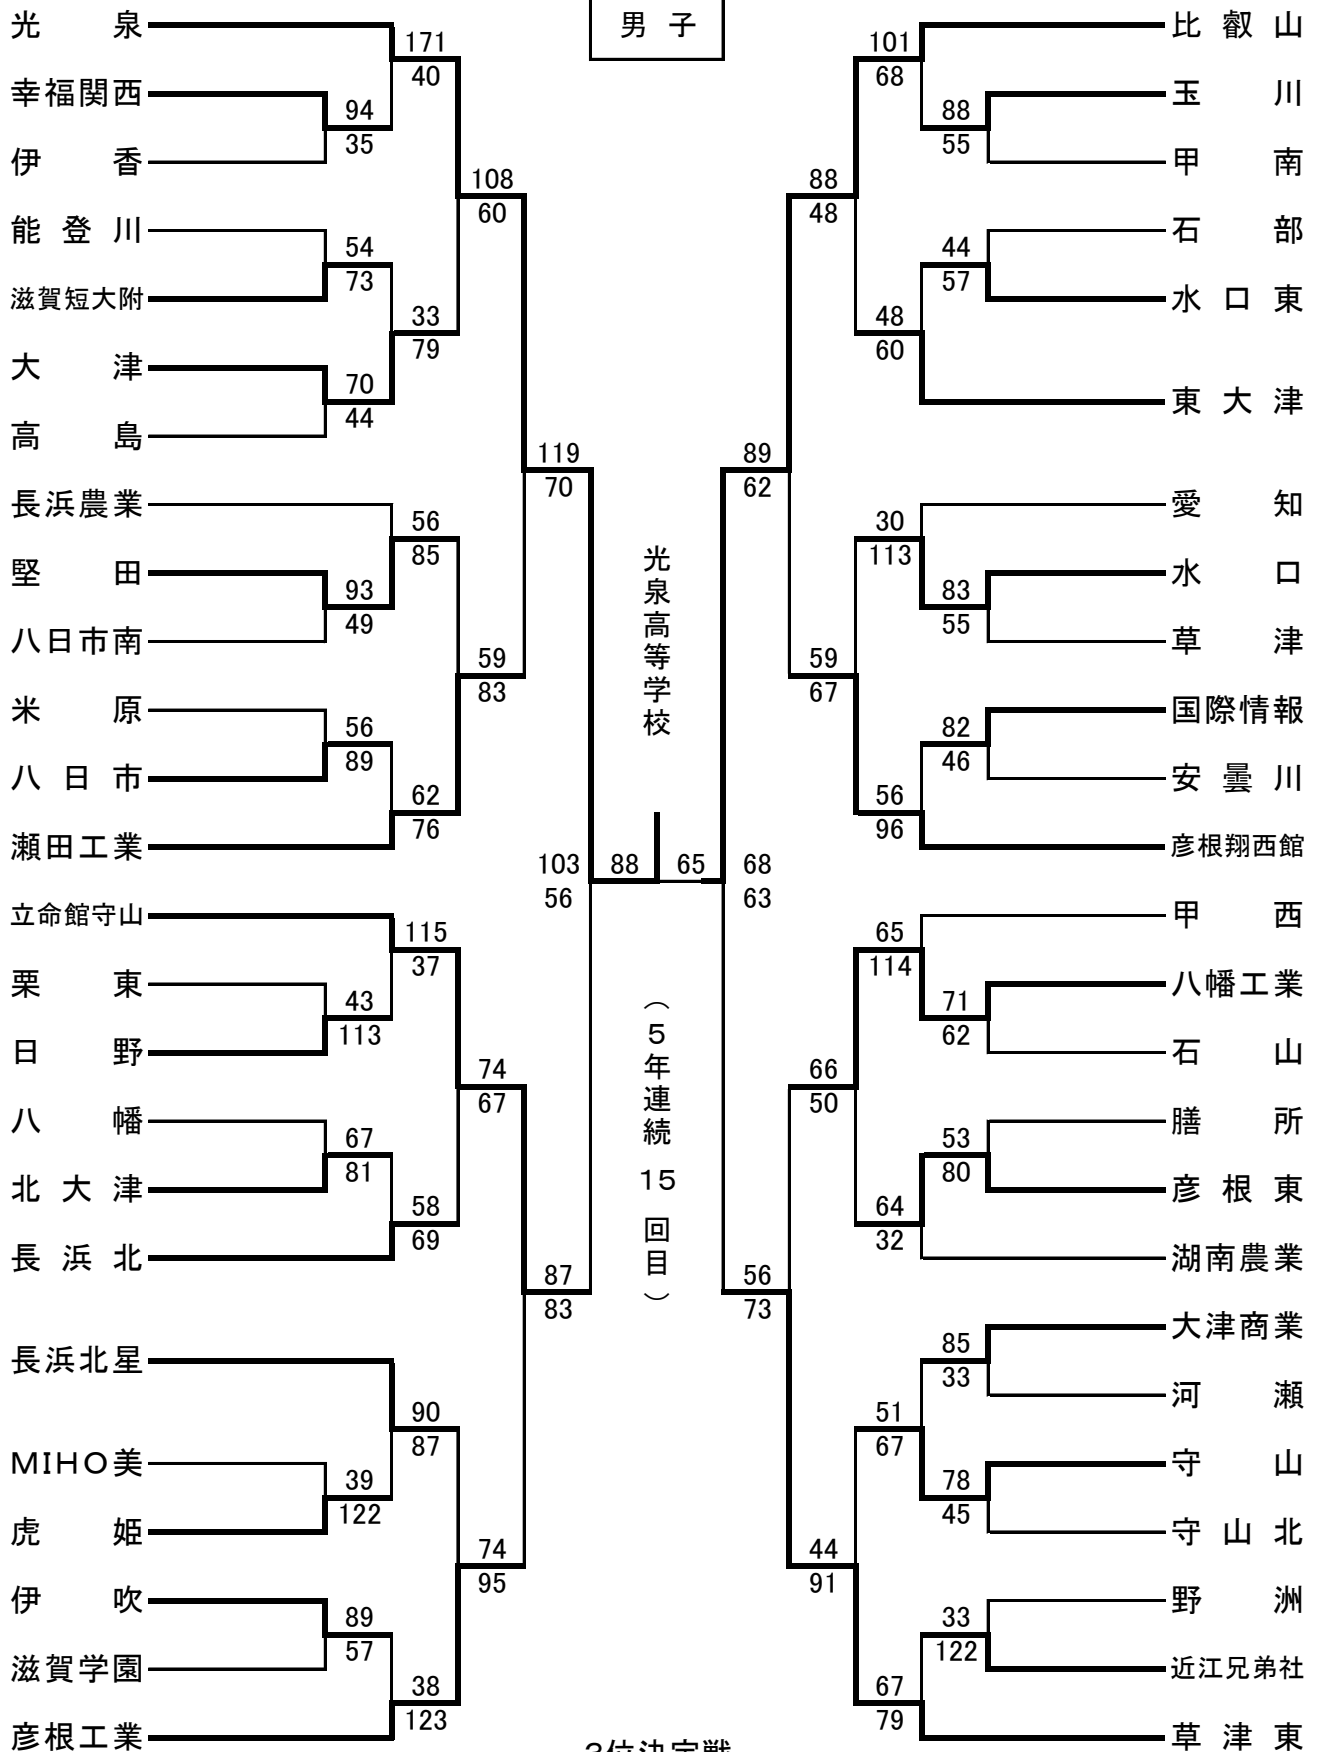 男子
光泉
171
40
幸福関西
94
35
伊香
108
60
能登川
54
73
滋賀短大附
33
79
大津
70
44
高島
119
70
長浜農業
56
85
堅田
93
49
八日市南
59
83
米原
56
89
八日市
62
76
瀬田工業
103
56
立命館守山
115
37
栗東
43
113
日野
74
67
八幡
67
81
北大津
58
69
長浜北
87
83
長浜北星
90
87
MIHO美
39
122
虎姫
74
95
伊吹
89
57
滋賀学園
38
123
彦根工業
光泉高等学校
88 65
（5年連続 15 回目）
比叡山
101
68
玉川
88
55
甲南
88
48
石部
44
57
水口東
48
60
東大津
89
62
愛知
30
113
水口
83
55
草津
59
67
国際情報
82
46
安曇川
56
96
彦根翔西館
68
63
甲西
65
114
八幡工業
71
62
石山
66
50
膳所
53
80
彦根東
64
32
湖南農業
56
73
大津商業
85
33
河瀬
51
67
守山
78
45
守山北
44
91
野洲
33
122
近江兄弟社
67
79
草津東
3位決定戦